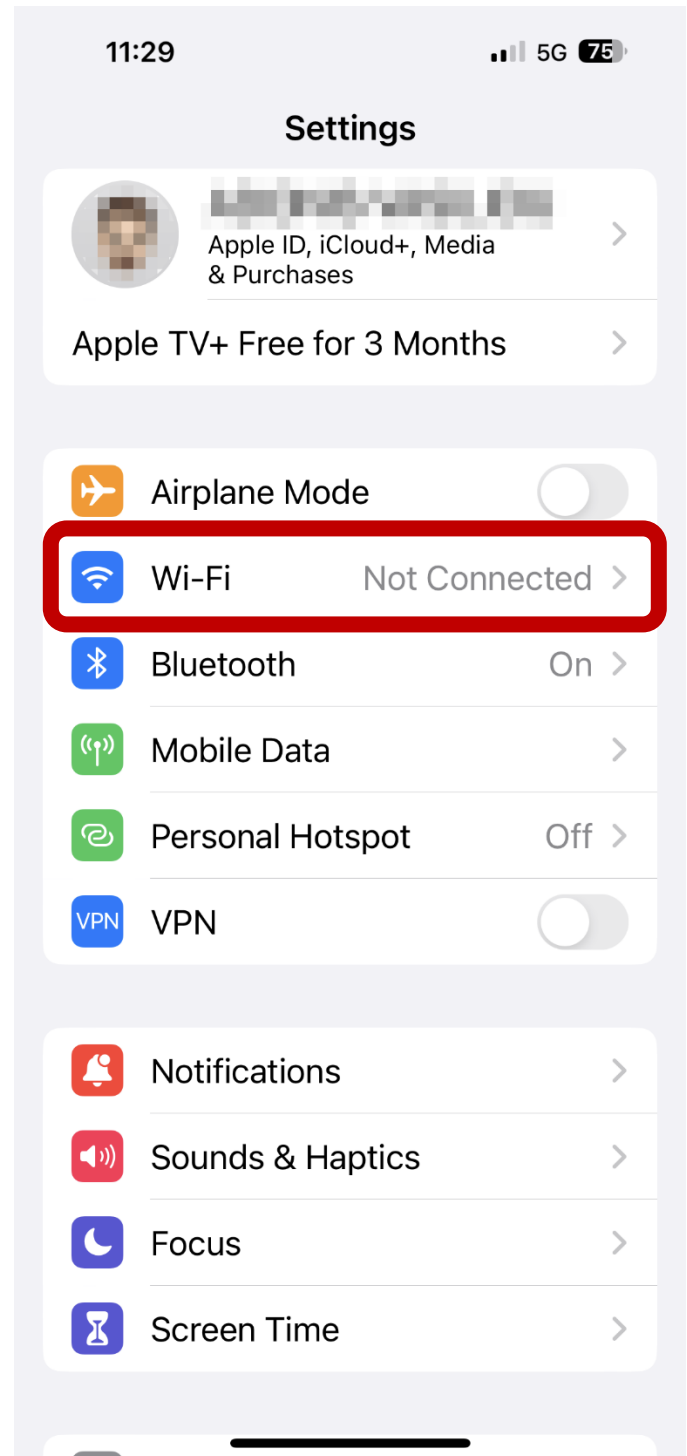 11:29 5G 75
Settings
Apple ID, iCloud+, Media
& Purchases
Apple TV+ Free for 3 Months
Airplane Mode
Wi-Fi Not Connected
Bluetooth On
Mobile Data
Personal Hotspot Off
VPN VPN
Notifications
Sounds & Haptics
Focus
Screen Time